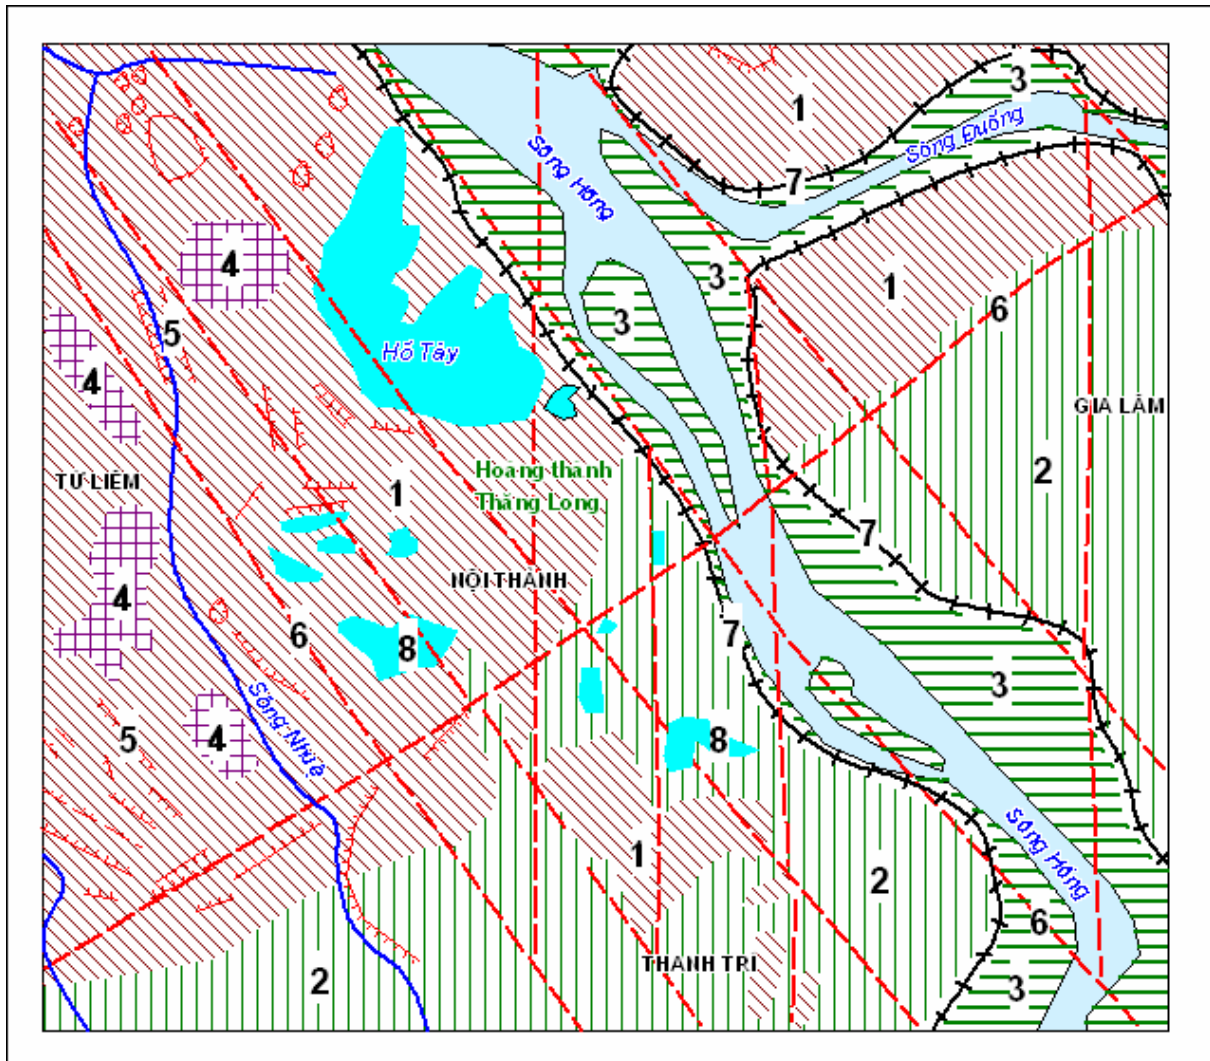 3
1
Sông Đuống
Sông Hồng
7
4
3
1
3
6
5
Hồ Tây
4
GIA LÂM
Hoàng thành
Thăng Long
2
TỪ LIÊM
1
7
NỘI THÀNH
4
6
8
7
3
Sông Nhuệ
5
4
8
Sông Hồng
1
2
6
THANH TRÌ
2
3